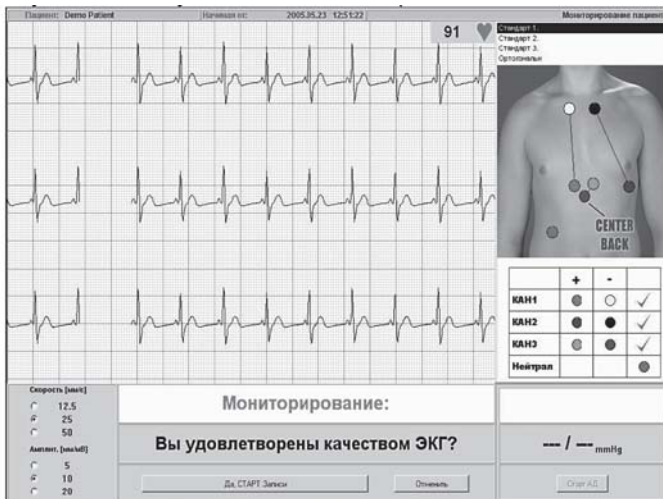 Пациент: Demo Patient
Начиная от: 2005.05.23 12:51:22
Мониторирование пациен
91
Стандарт 1.
Стандарт 2.
Стандарт 3.
Ортогональн
CENTER
BACK
+ -
КАН1
КАН2
КАН3
Нейтрал
Скорость [мм/с]
12.5
25
50
Амплит. [мм/мВ]
5
10
20
Мониторирование:
Вы удовлетворены качеством ЭКГ?
Да, СТАРТ Записи
Отменить
--- / --- mmHg
Старт АД